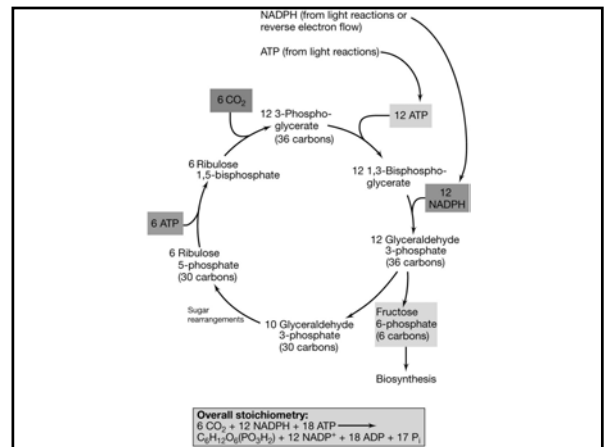 NADPH (from light reactions or
reverse electron flow)
ATP (from light reactions)
6 CO₂
12 3-Phospho-
glycerate
(36 carbons)
12 ATP
6 Ribulose
1,5-bisphosphate
12 1,3-Bisphospho-
glycerate
12
NADPH
6 ATP
12 Glyceraldehyde
3-phosphate
(36 carbons)
6 Ribulose
5-phosphate
(30 carbons)
Sugar
rearrangements
10 Glyceraldehyde
3-phosphate
(30 carbons)
Fructose
6-phosphate
(6 carbons)
Biosynthesis
Overall stoichiometry:
6 CO₂ + 12 NADPH + 18 ATP ⟶
C₆H₁₂O₆(PO₃H₂) + 12 NADP⁺ + 18 ADP + 17 Pᵢ